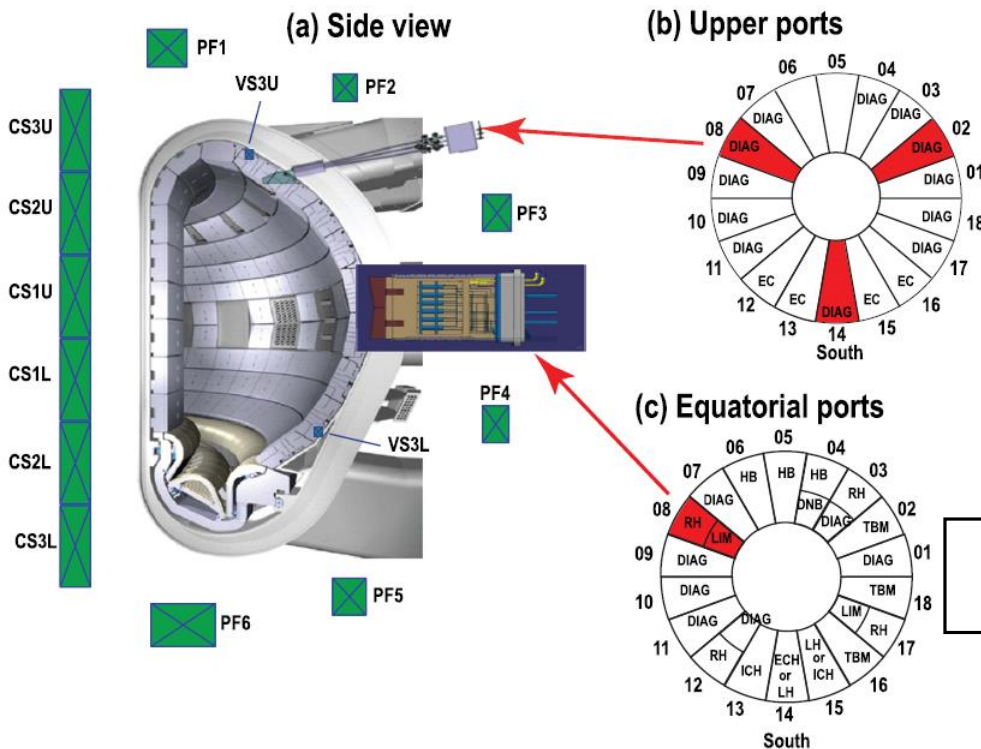 (a) Side view
PF1
VS3U
PF2
CS3U
CS2U
PF3
CS1U
CS1L
PF4
VS3L
CS2L
CS3L
PF5
PF6
(b) Upper ports
05
06
04
07
DIAG
03
DIAG
DIAG
08
02
DIAG
DIAG
09
01
DIAG
DIAG
10
DIAG
DIAG
18
11
DIAG
DIAG
17
12
EC
EC
16
13
EC
DIAG
EC
15
14
South
(c) Equatorial ports
05
06
04
HB
HB
HB
07
03
DIAG
DNB
RH
08
DIAG
02
RH
LIM
TBM
09
01
DIAG
DIAG
10
DIAG
TBM
18
11
DIAG
DIAG
LIM
RH
17
12
RH
ICH
ECH
or
LH
LH
or
ICH
TBM
16
13
14
15
South